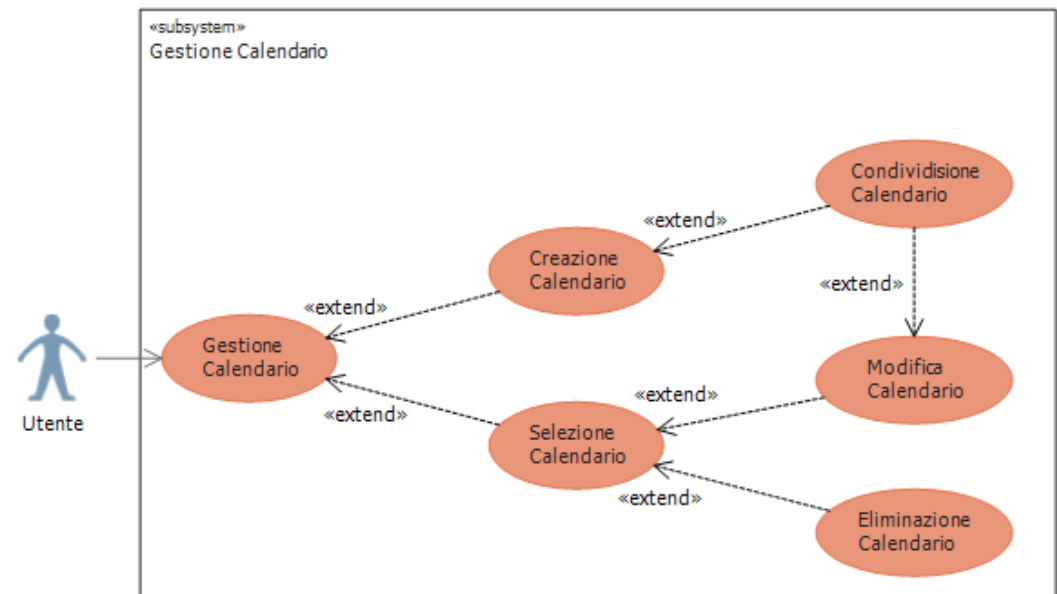 «subsystem»
Gestione Calendario
Condividisione
Calendario
«extend»
Creazione
Calendario
«extend»
«extend»
Gestione
Calendario
Modifica
Calendario
«extend»
«extend»
Utente
Selezione
Calendario
«extend»
Eliminazione
Calendario